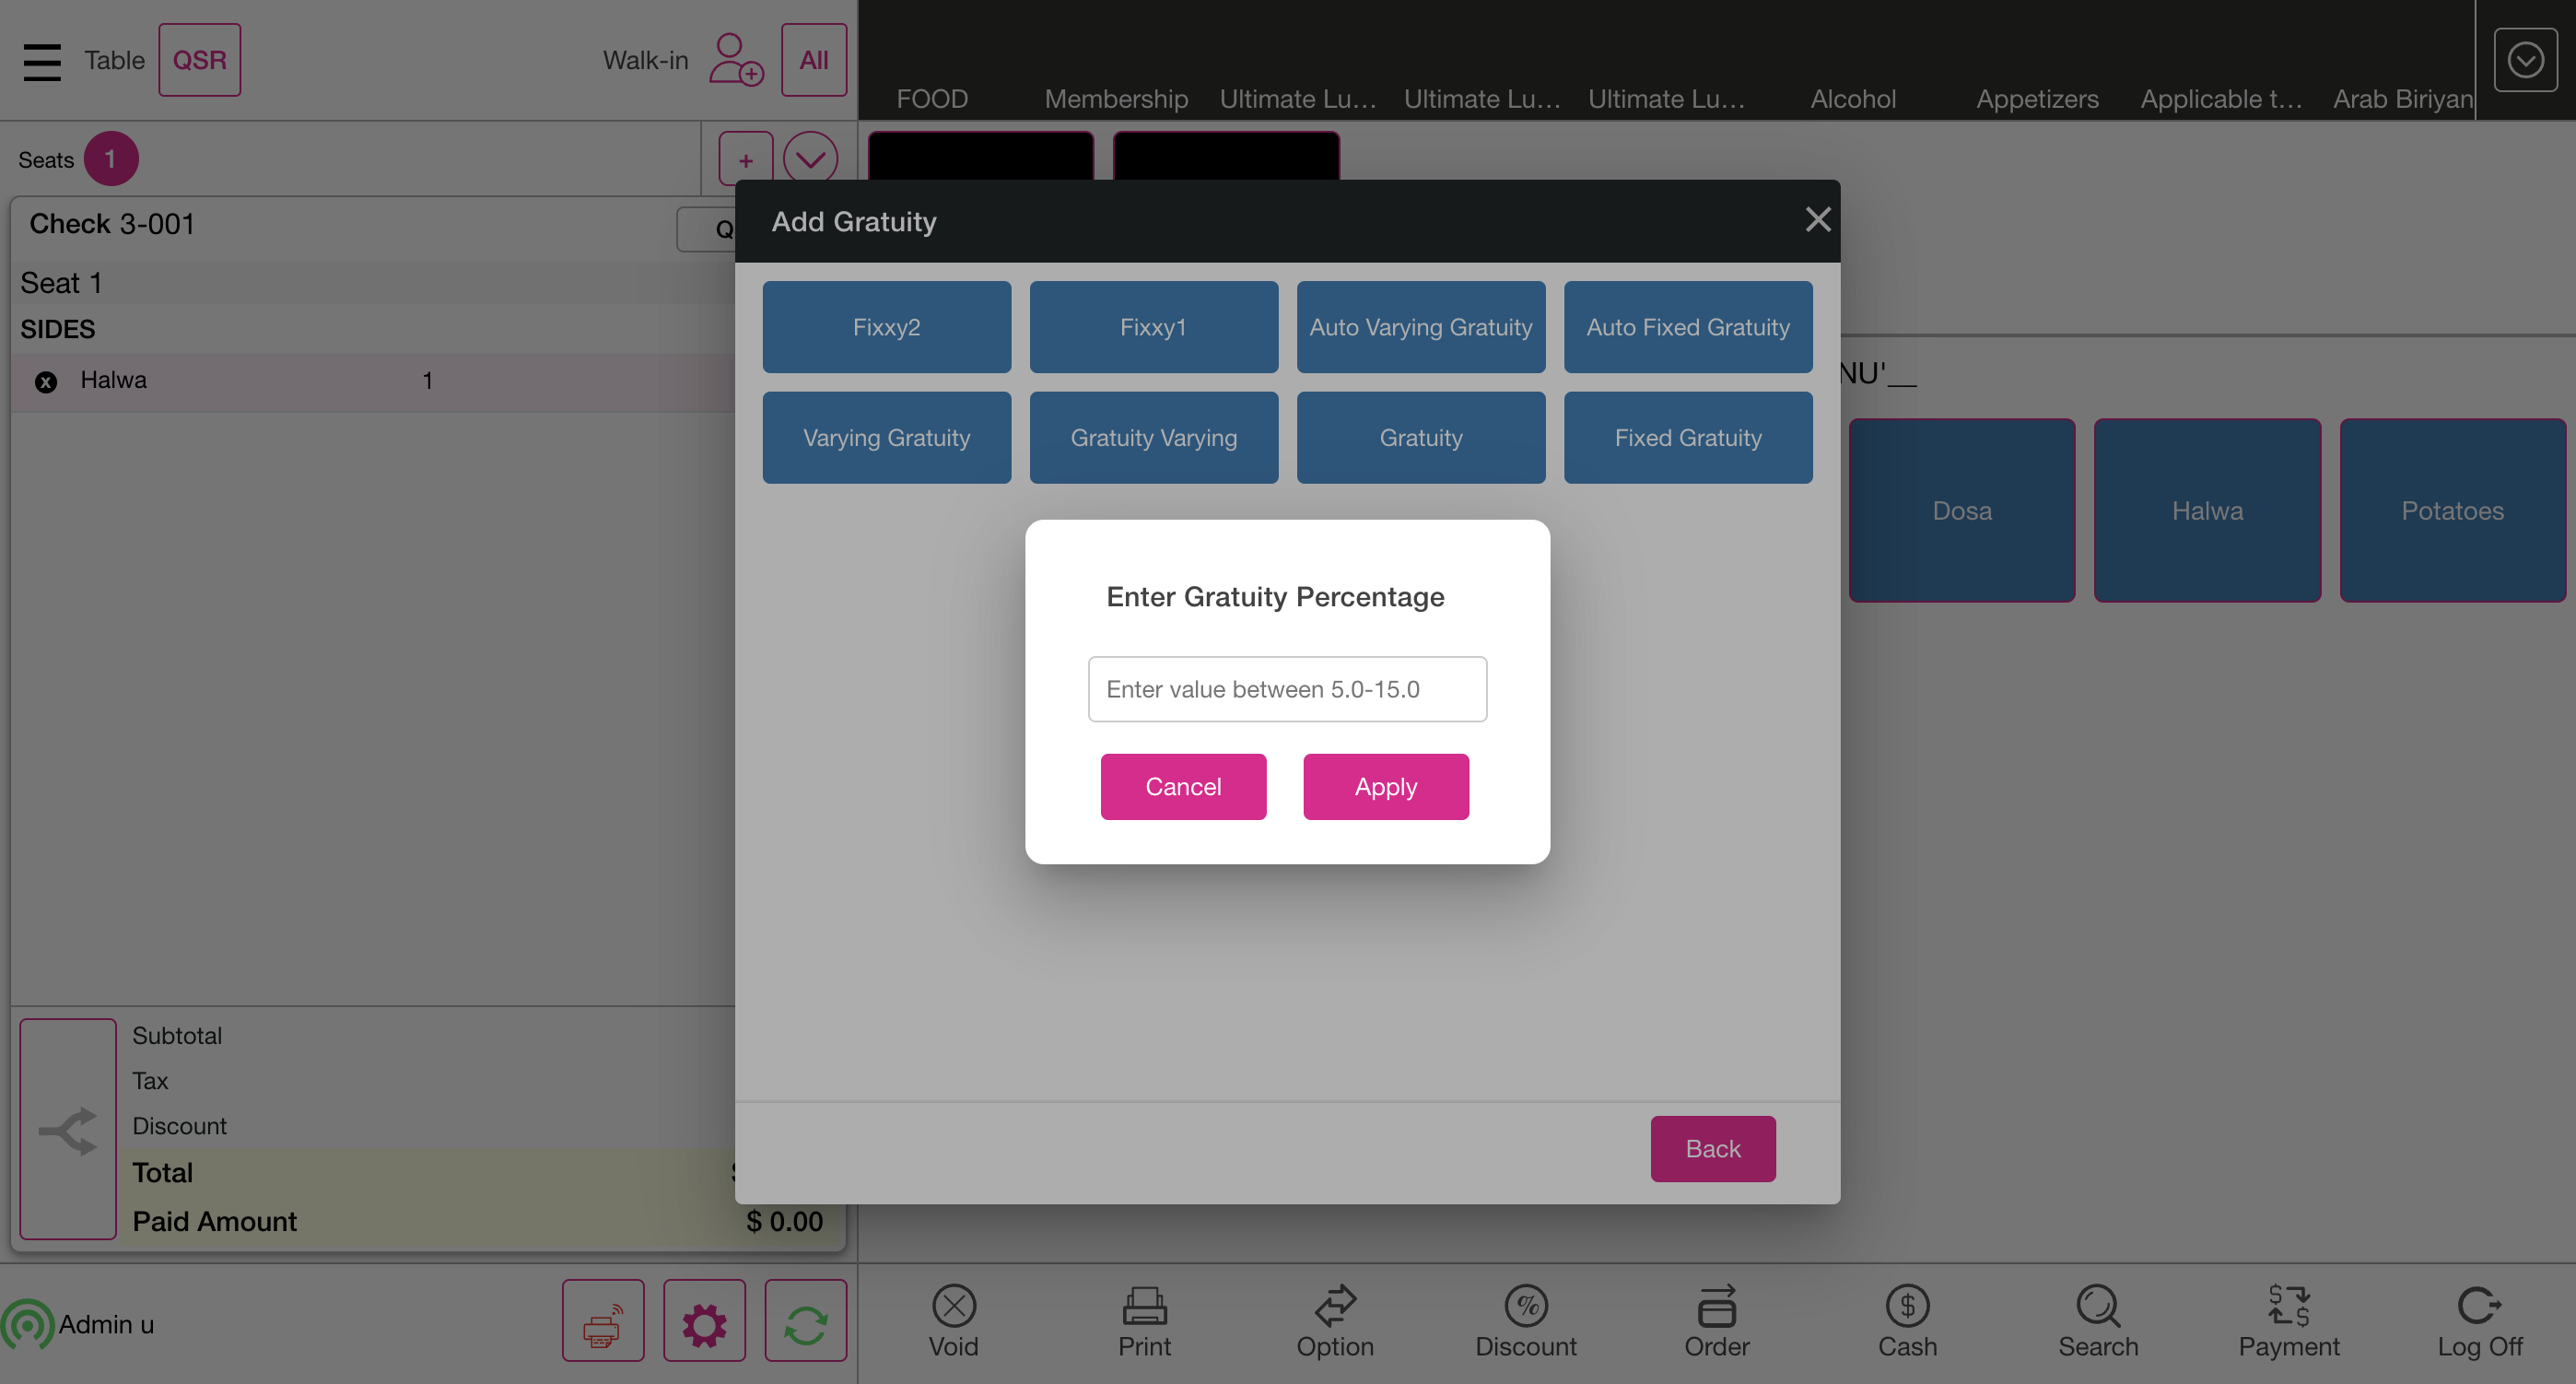 Table QSR
Walk-in All
FOOD Membership Ultimate Lu... Ultimate Lu... Ultimate Lu... Alcohol Appetizers Applicable t... Arab Biriyan
Seats 1
+
Check 3-001
Q
Seat 1
SIDES
x Halwa 1
Add Gratuity
Fixxy2 Fixxy1 Auto Varying Gratuity Auto Fixed Gratuity
Varying Gratuity Gratuity Varying Gratuity Fixed Gratuity
NU'__
Dosa Halwa Potatoes
Enter Gratuity Percentage
Enter value between 5.0-15.0
Cancel Apply
Back
Subtotal
Tax
Discount
Total
Paid Amount $ 0.00
Admin u
Void Print Option Discount Order Cash Search Payment Log Off